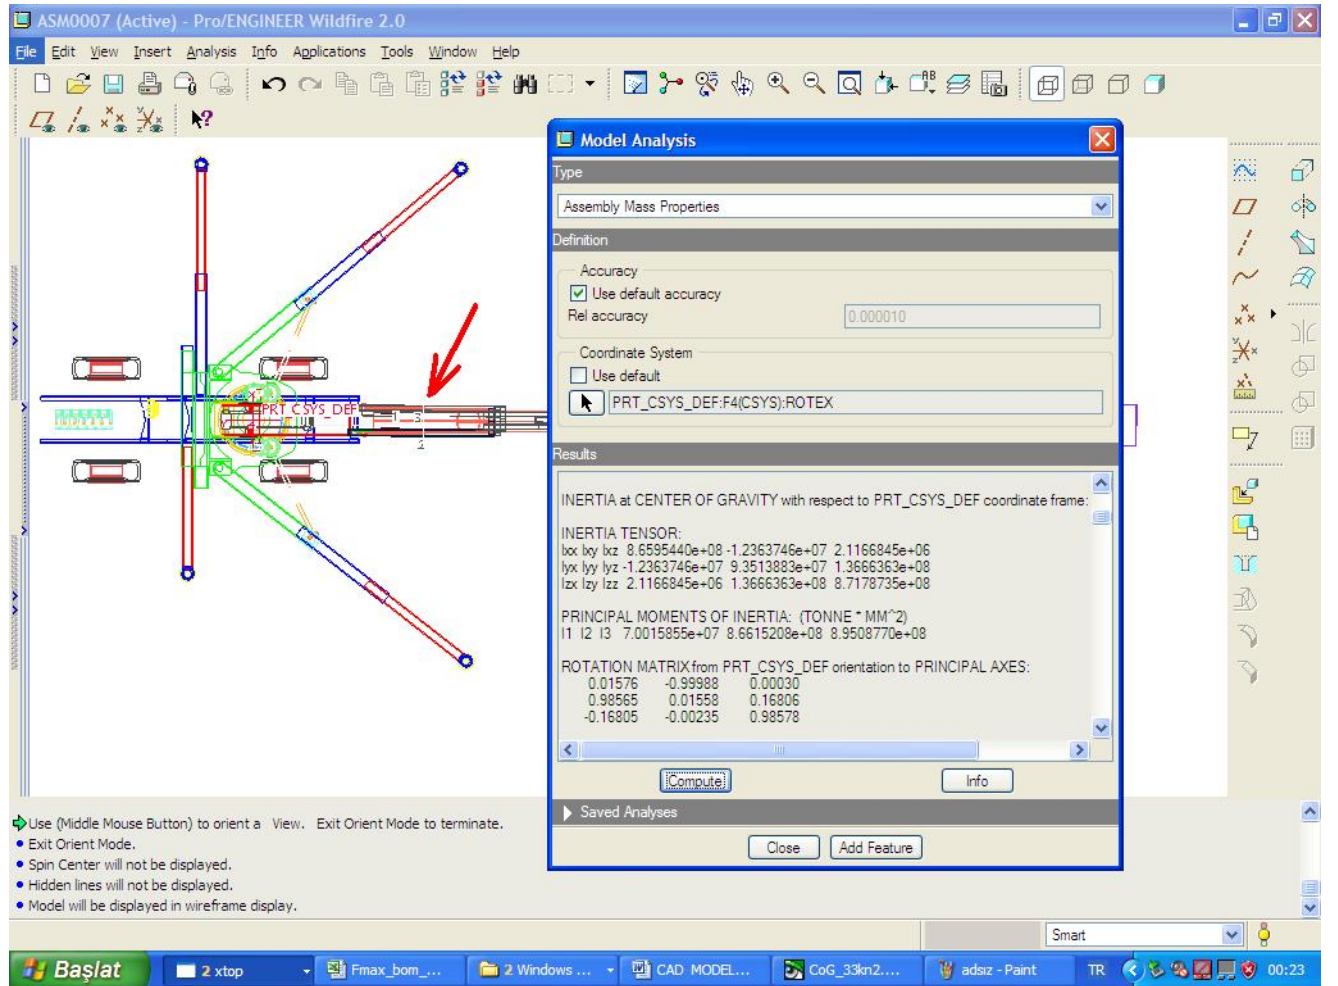 ASM0007 (Active) - Pro/ENGINEER Wildfire 2.0
File Edit View Insert Analysis Info Applications Tools Window Help
Model Analysis
Type
Assembly Mass Properties
Definition
Accuracy
Use default accuracy
Rel accuracy 0.000010
Coordinate System
Use default
PRT_CSYS_DEF:F4(CSYS):ROTEX
Results
INERTIA at CENTER OF GRAVITY with respect to PRT_CSYS_DEF coordinate frame:
INERTIA TENSOR:
Ixx Ixy Ixz 8.6595440e+08 -1.2363746e+07 2.1166845e+06
Iyx Iyy Iyz -1.2363746e+07 9.3513883e+07 1.3666363e+08
Izx Izy Izz 2.1166845e+06 1.3666363e+08 8.7178735e+08
PRINCIPAL MOMENTS OF INERTIA: (TONNE * MM^2)
I1 I2 I3 7.0015855e+07 8.6615208e+08 8.9508770e+08
ROTATION MATRIX from PRT_CSYS_DEF orientation to PRINCIPAL AXES:
0.01576 -0.99988 0.00030
0.98565 0.01558 0.16806
-0.16805 -0.00235 0.98578
Compute Info
Saved Analyses
Close Add Feature
PRT_CSYS_DEF
1 3
2
Use (Middle Mouse Button) to orient a View. Exit Orient Mode to terminate.
Exit Orient Mode.
Spin Center will not be displayed.
Hidden lines will not be displayed.
Model will be displayed in wireframe display.
Smart
Başlat 2 xtop Fmax_bom_... 2 Windows ... CAD MODEL... CoG_33kn2.... adsız - Paint TR 00:23